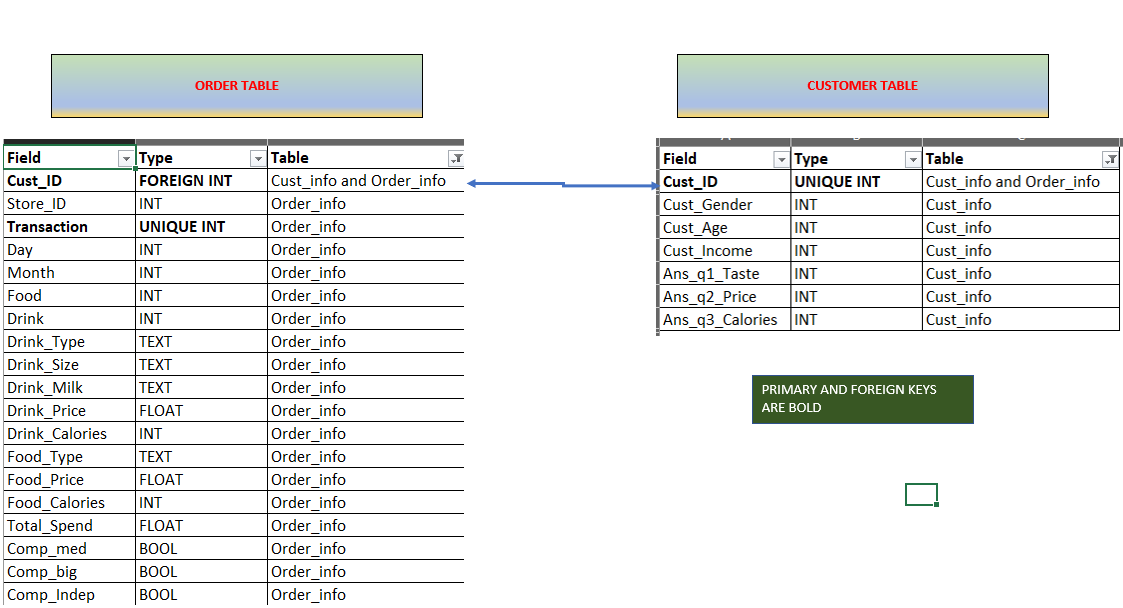 ORDER TABLE
CUSTOMER TABLE
Field Type Table
Cust_ID FOREIGN INT Cust_info and Order_info
Store_ID INT Order_info
Transaction UNIQUE INT Order_info
Day INT Order_info
Month INT Order_info
Food INT Order_info
Drink INT Order_info
Drink_Type TEXT Order_info
Drink_Size TEXT Order_info
Drink_Milk TEXT Order_info
Drink_Price FLOAT Order_info
Drink_Calories INT Order_info
Food_Type TEXT Order_info
Food_Price FLOAT Order_info
Food_Calories INT Order_info
Total_Spend FLOAT Order_info
Comp_med BOOL Order_info
Comp_big BOOL Order_info
Comp_Indep BOOL Order_info
Field Type Table
Cust_ID UNIQUE INT Cust_info and Order_info
Cust_Gender INT Cust_info
Cust_Age INT Cust_info
Cust_Income INT Cust_info
Ans_q1_Taste INT Cust_info
Ans_q2_Price INT Cust_info
Ans_q3_Calories INT Cust_info
PRIMARY AND FOREIGN KEYS
ARE BOLD